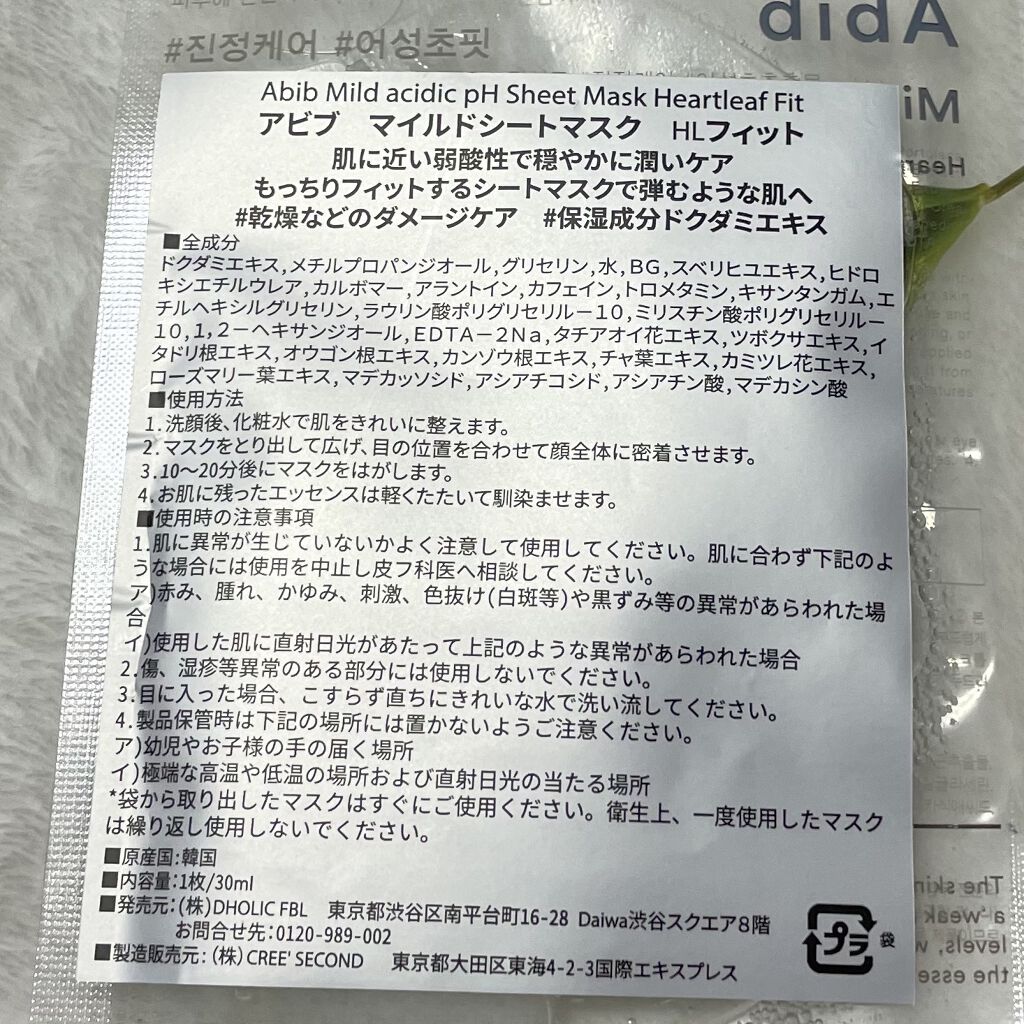 #진정케어 #어성초핏
Abib
Abib Mild acidic pH Sheet Mask Heartleaf Fit
アビブ　マイルドシートマスク　HLフィット
肌に近い弱酸性で穏やかに潤いケア
もっちりフィットするシートマスクで弾むような肌へ
#乾燥などのダメージケア　#保湿成分ドクダミエキス
■全成分
ドクダミエキス,メチルプロパンジオール,グリセリン,水,BG,スベリヒユエキス,ヒドロ
キシエチルウレア,カルボマー,アラントイン,カフェイン,トロメタミン,キサンタンガム,エ
チルヘキシルグリセリン,ラウリン酸ポリグリセリル－10,ミリスチン酸ポリグリセリル－
10,1,2－ヘキサンジオール,EDTA－2Na,タチアオイ花エキス,ツボクサエキス,イ
タドリ根エキス,オウゴン根エキス,カンゾウ根エキス,チャ葉エキス,カミツレ花エキス,
ローズマリー葉エキス,マデカッソシド,アシアチコシド,アシアチン酸,マデカシン酸
■使用方法
1.洗顔後、化粧水で肌をきれいに整えます。
2.マスクをとり出して広げ、目の位置を合わせて顔全体に密着させます。
3.10～20分後にマスクをはがします。
4.お肌に残ったエッセンスは軽くたたいて馴染ませます。
■使用時の注意事項
1.肌に異常が生じていないかよく注意して使用してください。肌に合わず下記のよ
うな場合には使用を中止し皮フ科医へ相談してください。
ア)赤み、腫れ、かゆみ、刺激、色抜け(白斑等)や黒ずみ等の異常があらわれた場
合
イ)使用した肌に直射日光があたって上記のような異常があらわれた場合
2.傷、湿疹等異常のある部分には使用しないでください。
3.目に入った場合、こすらず直ちにきれいな水で洗い流してください。
4.製品保管時は下記の場所には置かないようご注意ください。
ア)幼児やお子様の手の届く場所
イ)極端な高温や低温の場所および直射日光の当たる場所
*袋から取り出したマスクはすぐにご使用ください。衛生上、一度使用したマスク
は繰り返し使用しないでください。
■原産国:韓国
■内容量:1枚/30ml
■発売元:(株)DHOLIC FBL　東京都渋谷区南平台町16-28 Daiwa渋谷スクエア8階
お問合せ先:0120-989-002
■製造販売元:(株) CREE' SECOND　東京都大田区東海4-2-3国際エキスプレス
プラ
袋